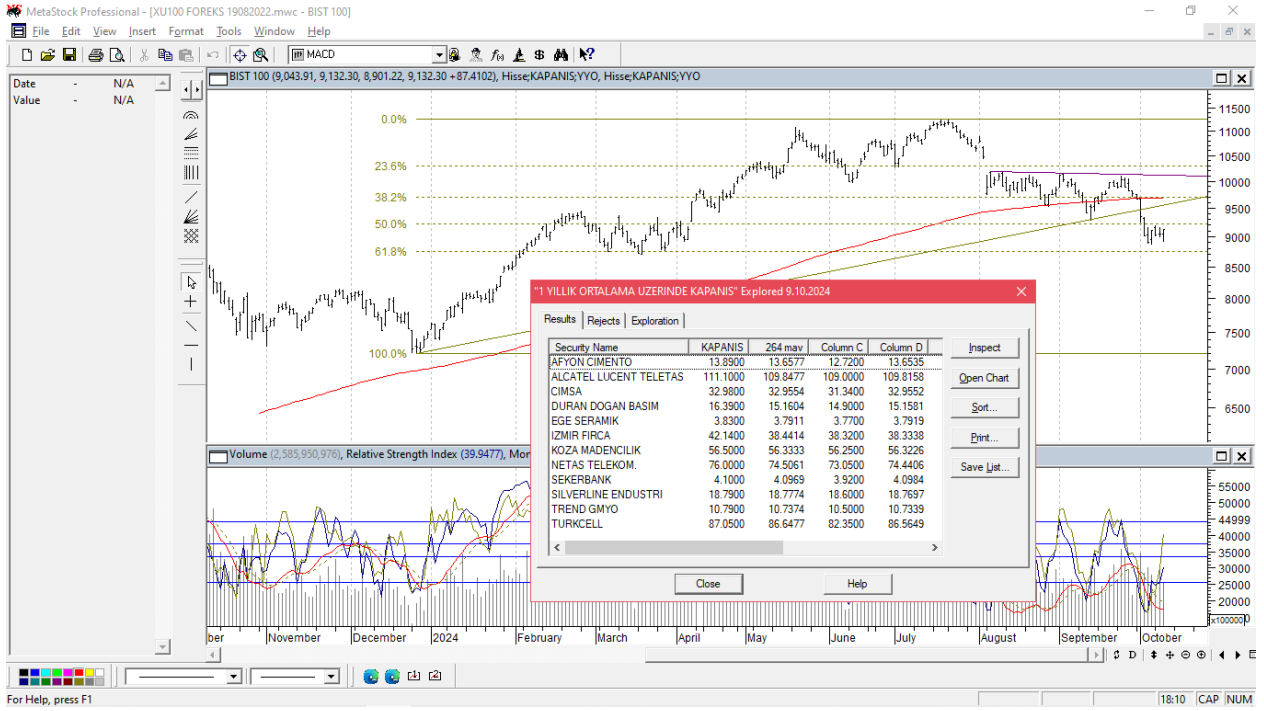 MetaStock Professional - [XU100 FOREKS 19082022.mwc - BIST 100]
File Edit View Insert Format Tools Window Help
MACD
Date - N/A
Value - N/A
BIST 100 (9,043.91, 9,132.30, 8,901.22, 9,132.30 +87.4102), Hisse;KAPANIS;YYO, Hisse;KAPANIS;YYO
0.0%
23.6%
38.2%
50.0%
61.8%
100.0%
11500
11000
10500
10000
9500
9000
8500
8000
7500
7000
6500
"1 YILLIK ORTALAMA UZERINDE KAPANIS" Explored 9.10.2024
Results Rejects Exploration
Security Name KAPANIS 264 mav Column C Column D
AFYON CIMENTO 13.8900 13.6577 12.7200 13.6535
ALCATEL LUCENT TELETAS 111.1000 109.8477 109.0000 109.8158
CIMSA 32.9800 32.9554 31.3400 32.9552
DURAN DOGAN BASIM 16.3900 15.1604 14.9000 15.1581
EGE SERAMIK 3.8300 3.7911 3.7700 3.7919
IZMIR FIRCA 42.1400 38.4414 38.3200 38.3338
KOZA MADENCILIK 56.5000 56.3333 56.2500 56.3226
NETAS TELEKOM. 76.0000 74.5061 73.0500 74.4406
SEKERBANK 4.1000 4.0969 3.9200 4.0984
SILVERLINE ENDUSTRI 18.7900 18.7774 18.6000 18.7697
TREND GMYO 10.7900 10.7374 10.5000 10.7339
TURKCELL 87.0500 86.6477 82.3500 86.5649
Inspect
Open Chart
Sort...
Print...
Save List...
Close Help
Volume (2,585,950,976), Relative Strength Index (39.9477), Mor
55000
50000
44999
40000
35000
30000
25000
20000
x100000
ber November December 2024 February March April May June July August September October
D
For Help, press F1
18:10 CAP NUM